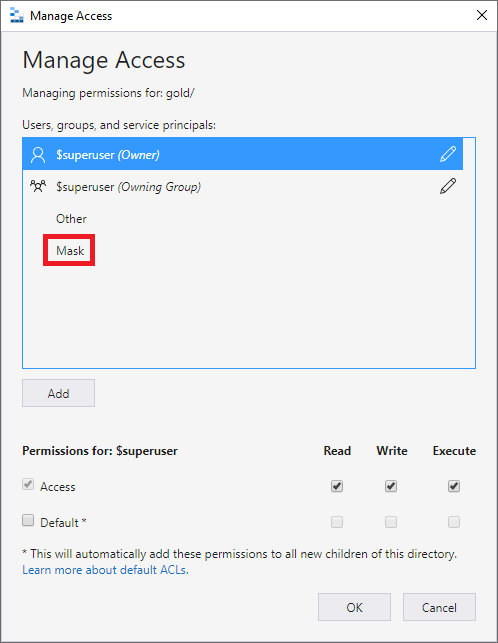 Manage Access
Manage Access
Managing permissions for: gold/
Users, groups, and service principals:
$superuser (Owner)
$superuser (Owning Group)
Other
Mask
Add
Permissions for: $superuser Read Write Execute
Access
Default *
* This will automatically add these permissions to all new children of this directory.
Learn more about default ACLs.
OK Cancel